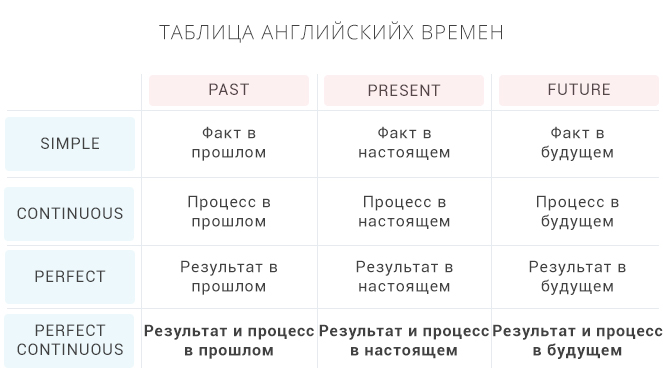 ТАБЛИЦА АНГЛИЙСКИЙХ ВРЕМЕН
PAST PRESENT FUTURE
SIMPLE
Факт в Факт в Факт в
прошлом настоящем будущем
CONTINUOUS
Процесс в Процесс в Процесс в
прошлом настоящем будущем
PERFECT
Результат в Результат в Результат в
прошлом настоящем будущем
PERFECT
CONTINUOUS
Результат и процесс Результат и процесс Результат и процесс
в прошлом в настоящем в будущем